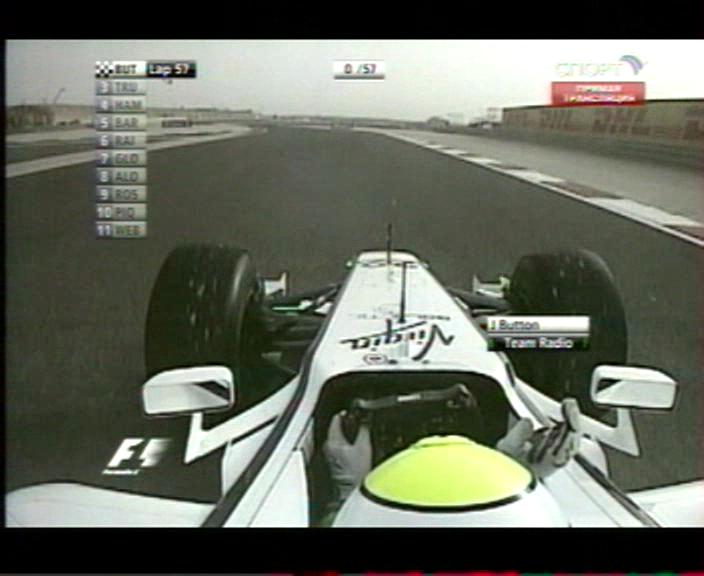 BUT Lap 57
3 TRU
4 HAM
5 BAR
6 RAI
7 GLO
8 ALO
9 ROS
10 PIQ
11 WEB
0 /57
СПОРТ
ПРЯМАЯ
ТРАНСЛЯЦИЯ
DHL
J Button
Team Radio
Virgin
F1